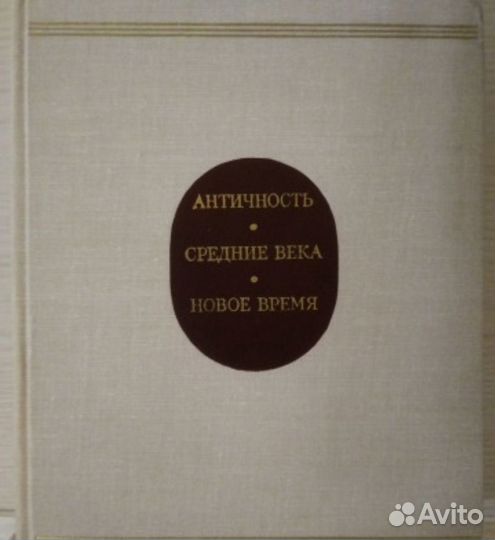 АНТИЧНОСТЬ
•
СРЕДНИЕ ВЕКА
•
НОВОЕ ВРЕМЯ
Avito